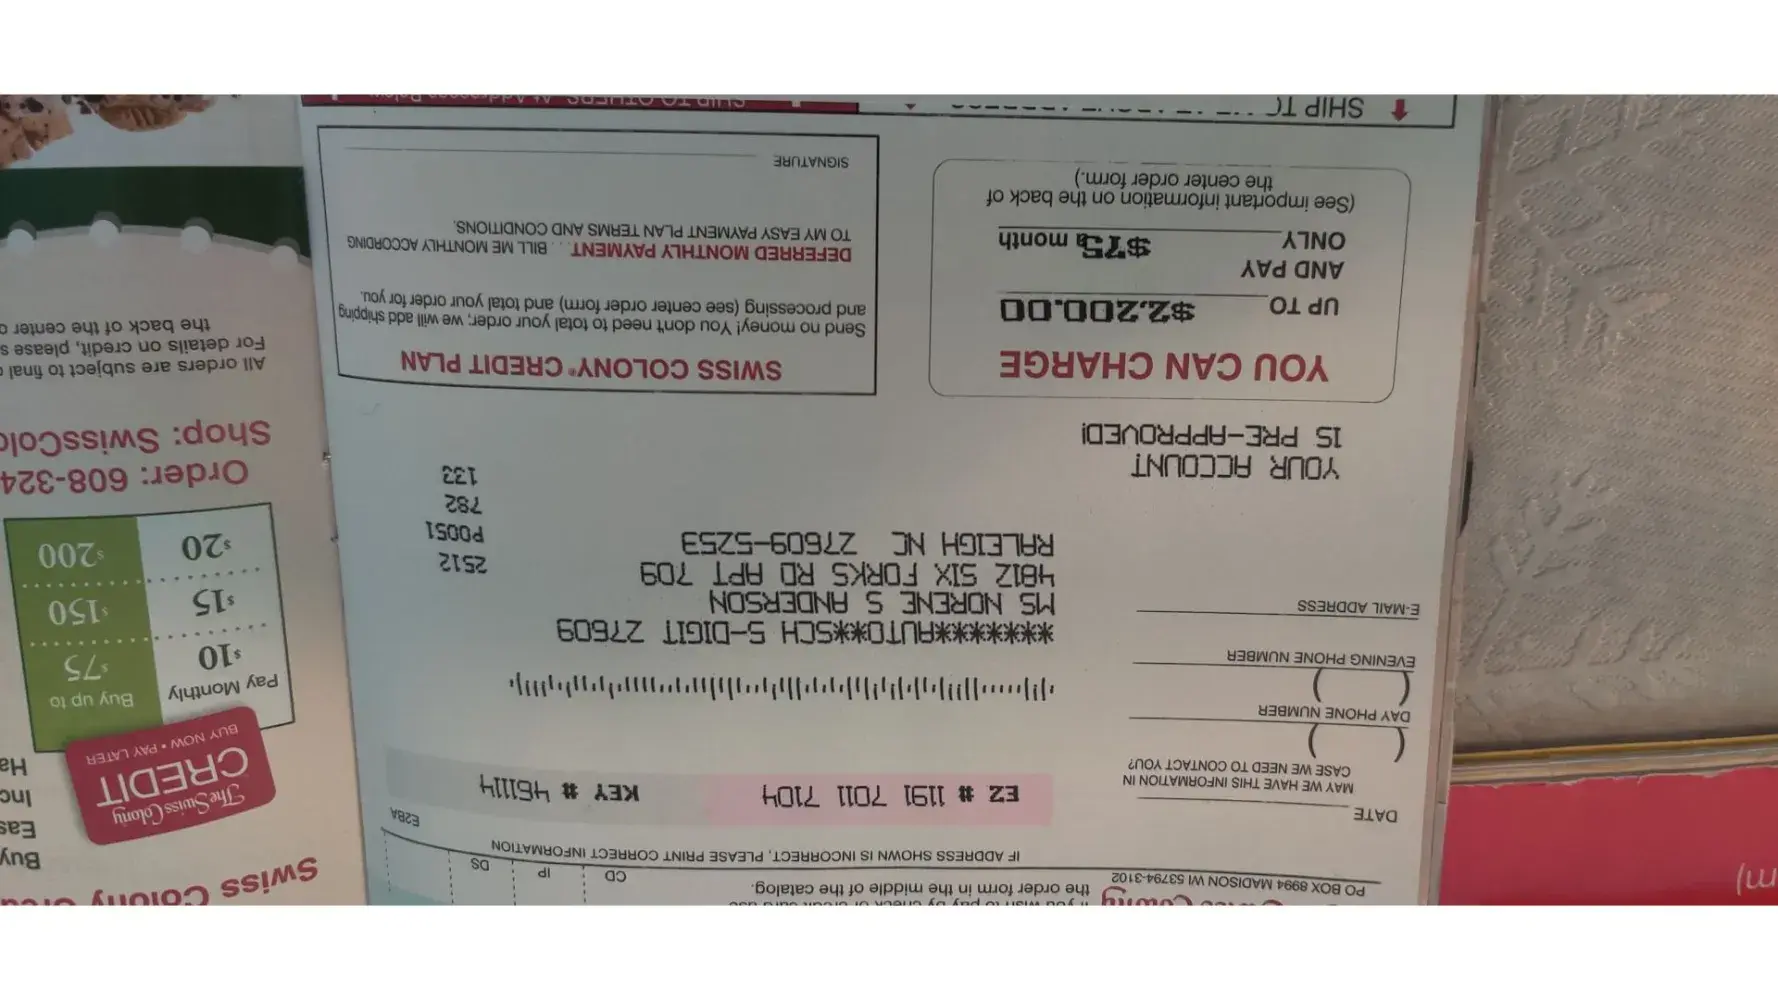 PO BOX 8994 MADISON WI 53794-3102
the order form in the middle of the catalog.
CD
IP
DS
IF ADDRESS SHOWN IS INCORRECT, PLEASE PRINT CORRECT INFORMATION
E2BA
DATE
EZ # 1191 7011 7104
KEY # 461114
MAY WE HAVE THIS INFORMATION IN
CASE WE NEED TO CONTACT YOU?
( )
DAY PHONE NUMBER
( )
EVENING PHONE NUMBER
E-MAIL ADDRESS
********AUTO**SCH 5-DIGIT 27609
MS NORENE S ANDERSON
4812 SIX FORKS RD APT 709
RALEIGH NC 27609-5253
2512
P0051
782
133
YOUR ACCOUNT
IS PRE-APPROVED!
YOU CAN CHARGE
UP TO $2,200.00
AND PAY
ONLY $75 a month
(See important information on the back of
the center order form.)
SWISS COLONY® CREDIT PLAN
Send no money! You don't need to total your order; we will add shipping
and processing (see center order form) and total your order for you.
DEFERRED MONTHLY PAYMENT . . . BILL ME MONTHLY ACCORDING
TO MY EASY PAYMENT PLAN TERMS AND CONDITIONS.
SIGNATURE
SHIP TO
Swiss Colony
Buy
Eas
Ha
The Swiss Colony
CREDIT
BUY NOW • PAY LATER
Pay Monthly
Buy up to
$10 $75
$15 $150
$20 $200
Order: 608-324
Shop: SwissColo
All orders are subject to final
For details on credit, please s
the back of the center